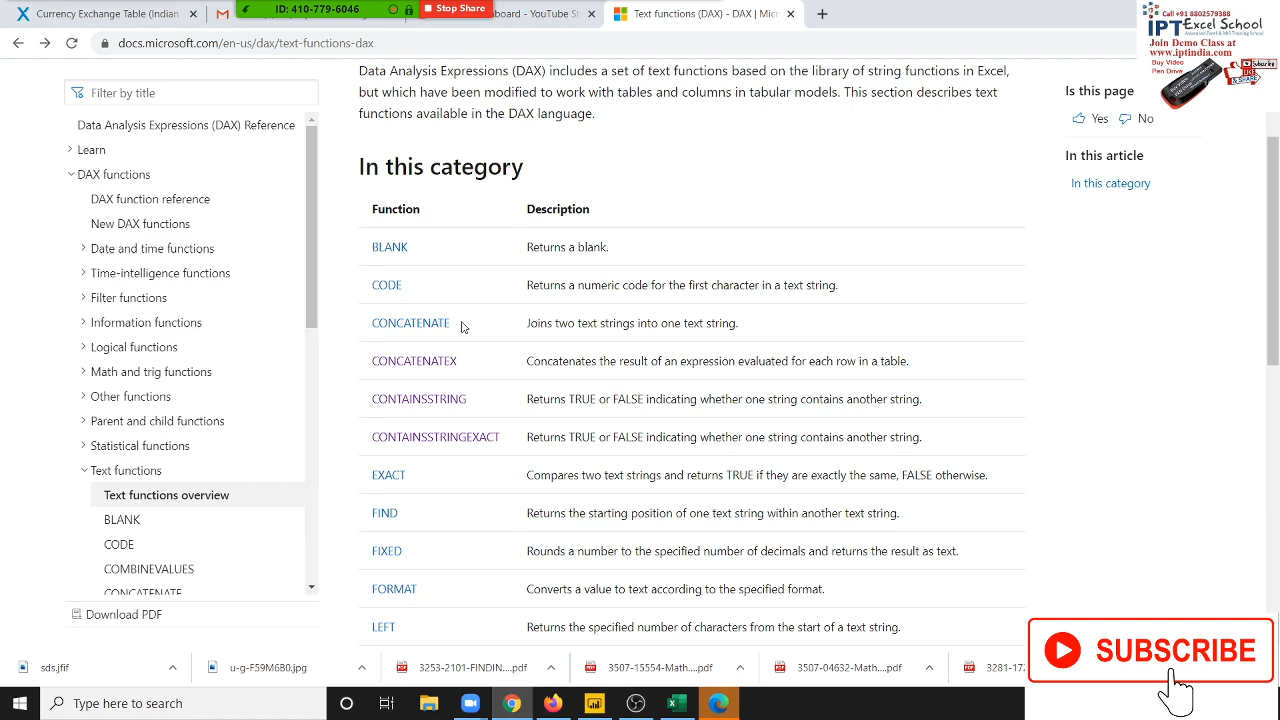 Currency Exchange Table (Indian
ID: 410-779-6046
Stop Share
eboarding
YouTube St
Text functions (DAX) - DAX | Micr
docs.microsoft.com/en-us/dax/text-functions-dax
Call +91 8802579388
IPT Excel School
Advanced Excel & MIS Training School
Join Demo Class at
www.iptindia.com
Buy Video
Pen Drive
Subscribe
LIKE
& SHARE
Filter by title
Data Analysis Expressions (DAX) Reference
Learn
DAX functions
DAX function reference
New DAX functions
Date and time functions
Time-intelligence functions
Filter functions
Information functions
Logical functions
Math and trig functions
Other functions
Parent and child functions
Statistical functions
Text functions
Text functions overview
BLANK
CODE
COMBINEVALUES
CONCATENATE
Download PDF
Data Analysis Expressions (DAX) includes a set of text functions based on the library of string functions in Excel,
but which have been modified to work with tables and columns in tabular models. This section describes text
functions available in the DAX language.
In this category
Function Description
BLANK Returns a blank.
CODE Returns a numeric code for the first character in a text string.
CONCATENATE Joins two text strings into one text string.
CONCATENATEX Concatenates the result of an expression evaluated for each row in a table.
CONTAINSSTRING Returns TRUE or FALSE indicating whether one string contains another string.
CONTAINSSTRINGEXACT Returns TRUE or FALSE indicating whether one string contains another string.
EXACT Compares two text strings and returns TRUE if they are exactly the same, FALSE otherwise.
FIND Returns the starting position of one text string within another text string.
FIXED Rounds a number to the specified number of decimals and returns the result as text.
FORMAT Converts a value to text according to the specified format.
LEFT Returns the specified number of characters from the start of a text string.
Is this page
Yes No
In this article
In this category
SUBSCRIBE
sds.jfif
u-g-F59M6B0.jpg
3252-2101-FINDIN....pdf
3507-15554-Math....pdf
3507-04632-Math....pdf
3281-17
Type here to search